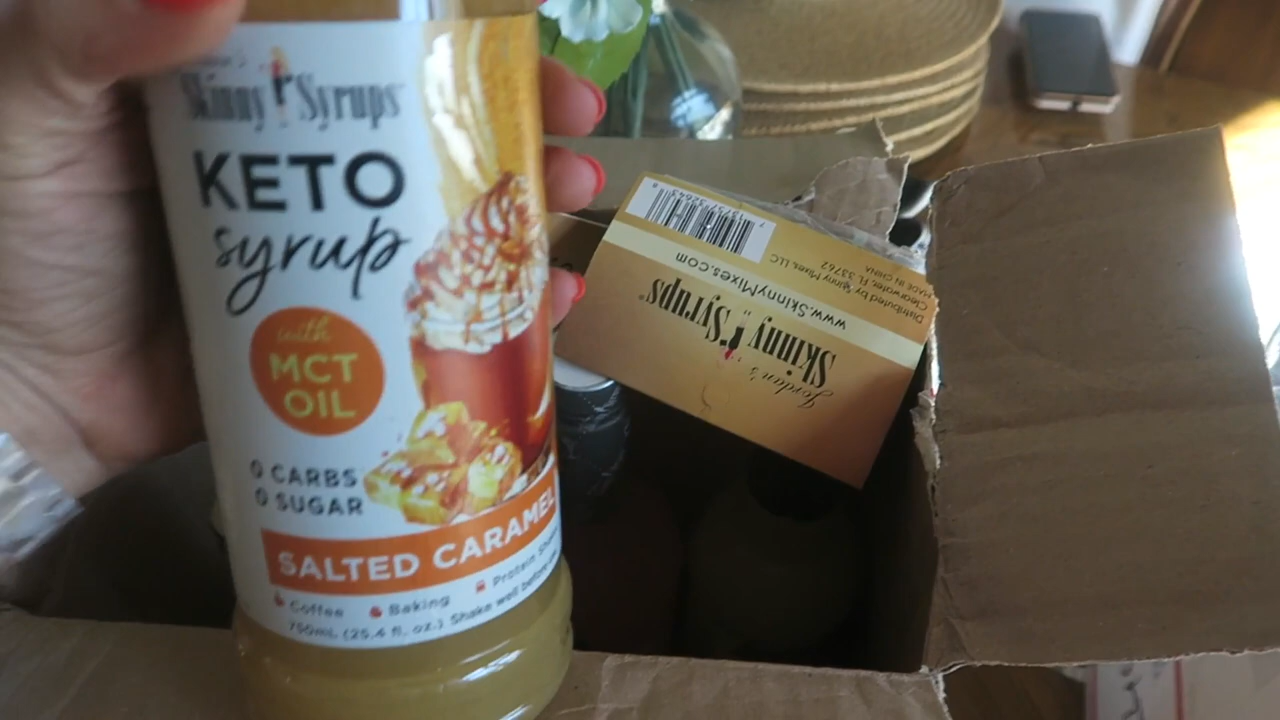 Skinny Syrups
KETO
syrup
with
MCT
OIL
0 CARBS
0 SUGAR
SALTED CARAMEL
Coffee Baking Protein
750mL (25.4 fl. oz.) Shake well before
Jordan's
Skinny Syrups®
www.SkinnyMixes.com
Distributed by Skinny Mixes, LLC
Clearwater, FL 33762
MADE IN CHINA